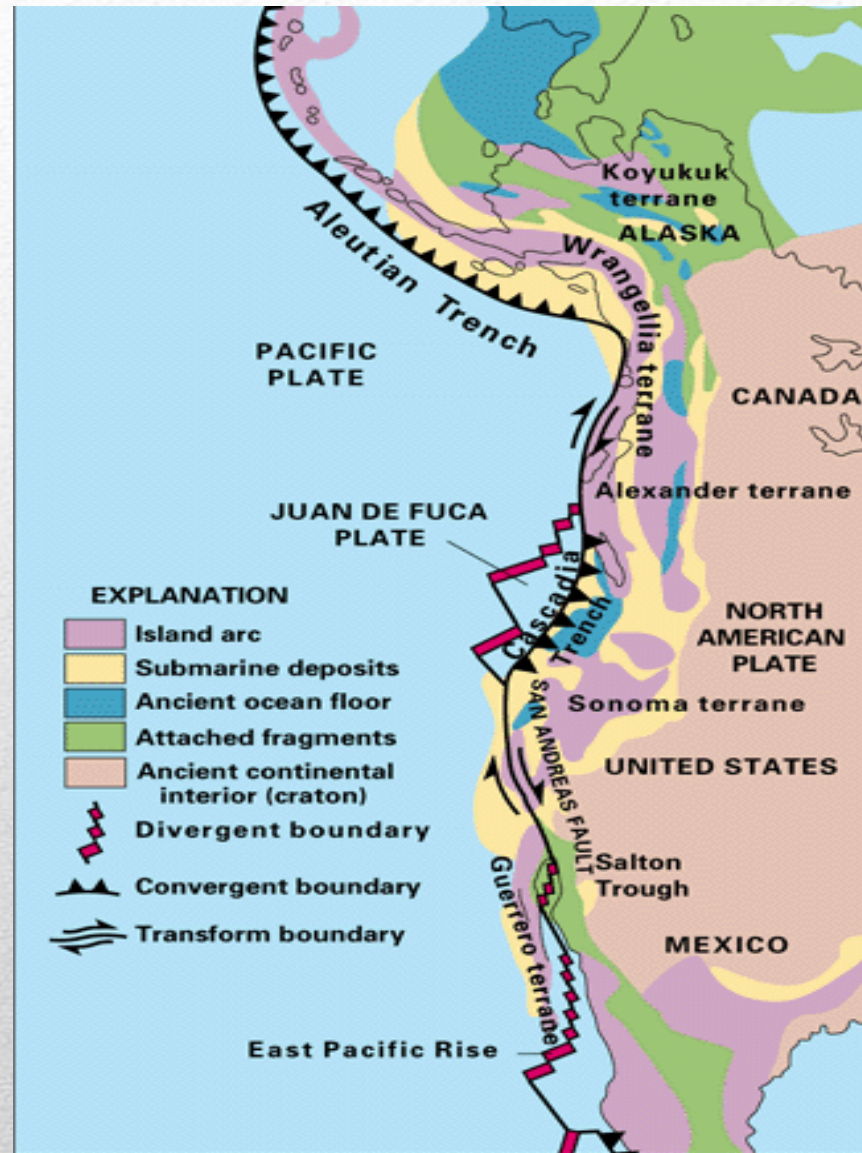 Koyukuk
terrane
ALASKA
Aleutian Trench
Wrangellia terrane
PACIFIC
PLATE
CANADA
Alexander terrane
JUAN DE FUCA
PLATE
Cascadia
Trench
EXPLANATION
Island arc
Submarine deposits
Ancient ocean floor
Attached fragments
Ancient continental
interior (craton)
Divergent boundary
Convergent boundary
Transform boundary
NORTH
AMERICAN
PLATE
Sonoma terrane
SAN ANDREAS FAULT
UNITED STATES
Salton
Trough
Guerrero terrane
MEXICO
East Pacific Rise